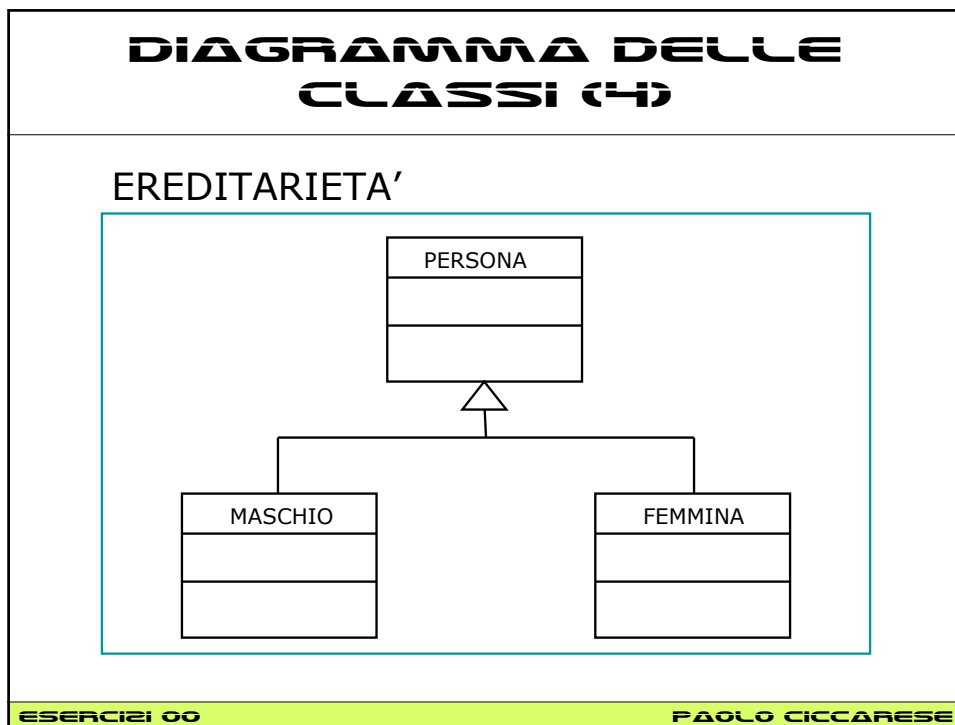 DIAGRAMMA DELLE
CLASSI (4)
EREDITARIETA’
PERSONA
MASCHIO
FEMMINA
ESERCIZI OO
PAOLO CICCARESE